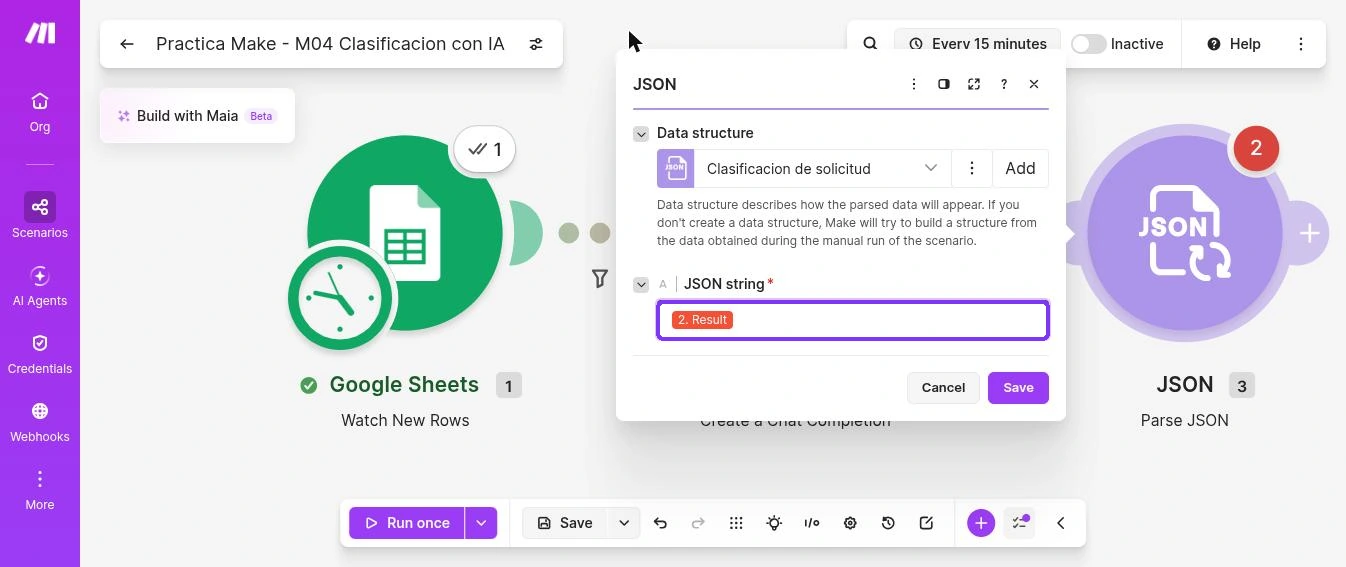 Practica Make - M04 Clasificacion con IA
Every 15 minutes
Inactive
Help
Org
Scenarios
AI Agents
Credentials
Webhooks
More
Build with Maia Beta
1
Google Sheets 1
Watch New Rows
JSON
Data structure
JSON
Clasificacion de solicitud
Add
Data structure describes how the parsed data will appear. If you
don't create a data structure, Make will try to build a structure from
the data obtained during the manual run of the scenario.
A JSON string*
2. Result
Cancel
Save
Create a Chat Completion
2
JSON
JSON 3
Parse JSON
Run once
Save